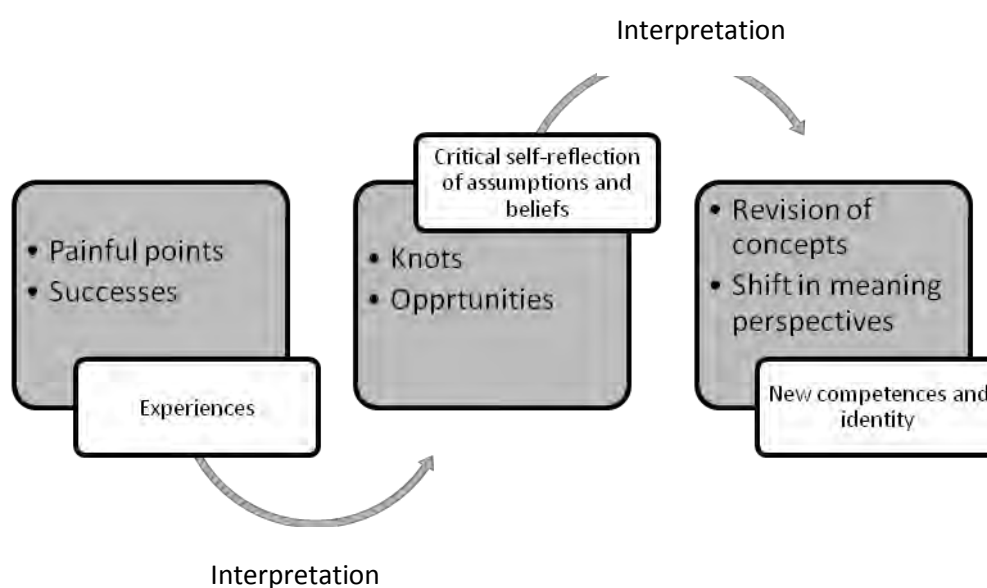 Interpretation
Critical self-reflection
of assumptions and
beliefs
• Painful points
• Successes
Experiences
• Knots
• Opprtunities
• Revision of
concepts
• Shift in meaning
perspectives
New competences and
identity
Interpretation